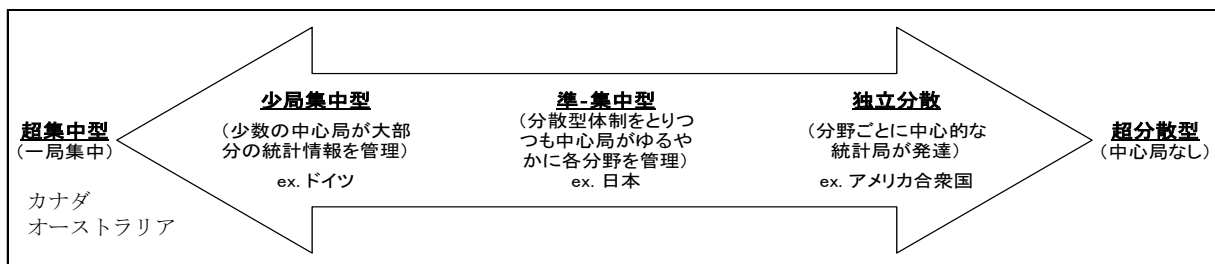 超集中型
(一局集中)
カナダ
オーストラリア
少局集中型
(少数の中心局が大部
分の統計情報を管理)
ex. ドイツ
準-集中型
(分散型体制をとりつ
つも中心局がゆるや
かに各分野を管理)
ex. 日本
独立分散
(分野ごとに中心的な
統計局が発達)
ex. アメリカ合衆国
超分散型
(中心局なし)